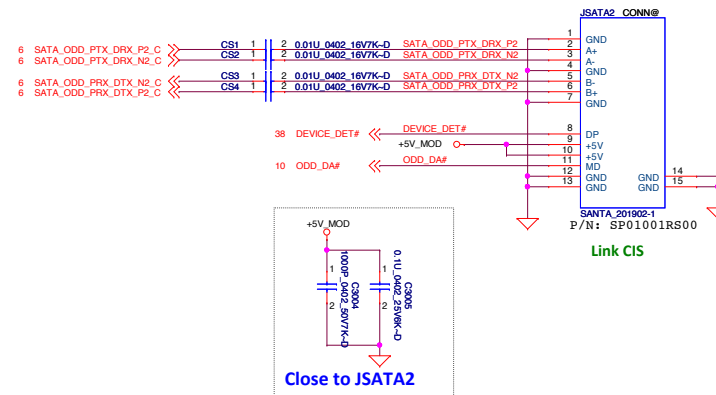 JSATA2 CONN@
1 GND
6 SATA_ODD_PTX_DRX_P2_C CS1 1 2 0.01U_0402_16V7K~D SATA_ODD_PTX_DRX_P2 2 A+
6 SATA_ODD_PTX_DRX_N2_C CS2 1 2 0.01U_0402_16V7K~D SATA_ODD_PTX_DRX_N2 3 A-
4 GND
6 SATA_ODD_PRX_DTX_N2_C CS3 1 2 0.01U_0402_16V7K~D SATA_ODD_PRX_DTX_N2 5 B-
6 SATA_ODD_PRX_DTX_P2_C CS4 1 2 0.01U_0402_16V7K~D SATA_ODD_PRX_DTX_P2 6 B+
7 GND
38 DEVICE_DET# DEVICE_DET# 8 DP
+5V_MOD 9 +5V
10 +5V
10 ODD_DA# ODD_DA# 11 MD
12 GND GND 14
13 GND GND 15
SANTA_201902-1
P/N: SP01001RS00
Link CIS
+5V_MOD
1 2 C3004 1000P_0402_50V7K~D
1 2 C3005 0.1U_0402_25V6K~D
Close to JSATA2